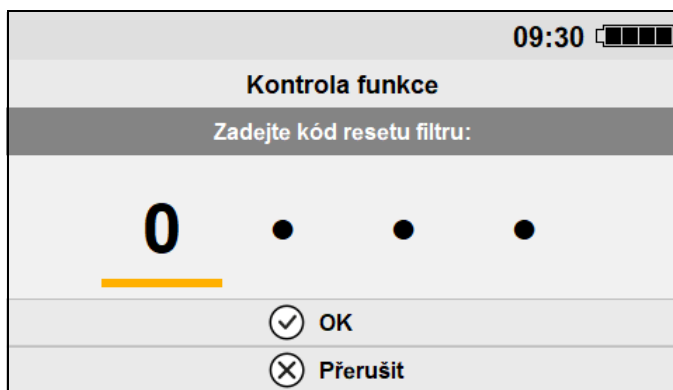 09:30
Kontrola funkce
Zadejte kód resetu filtru:
0 • • •
OK
Přerušit